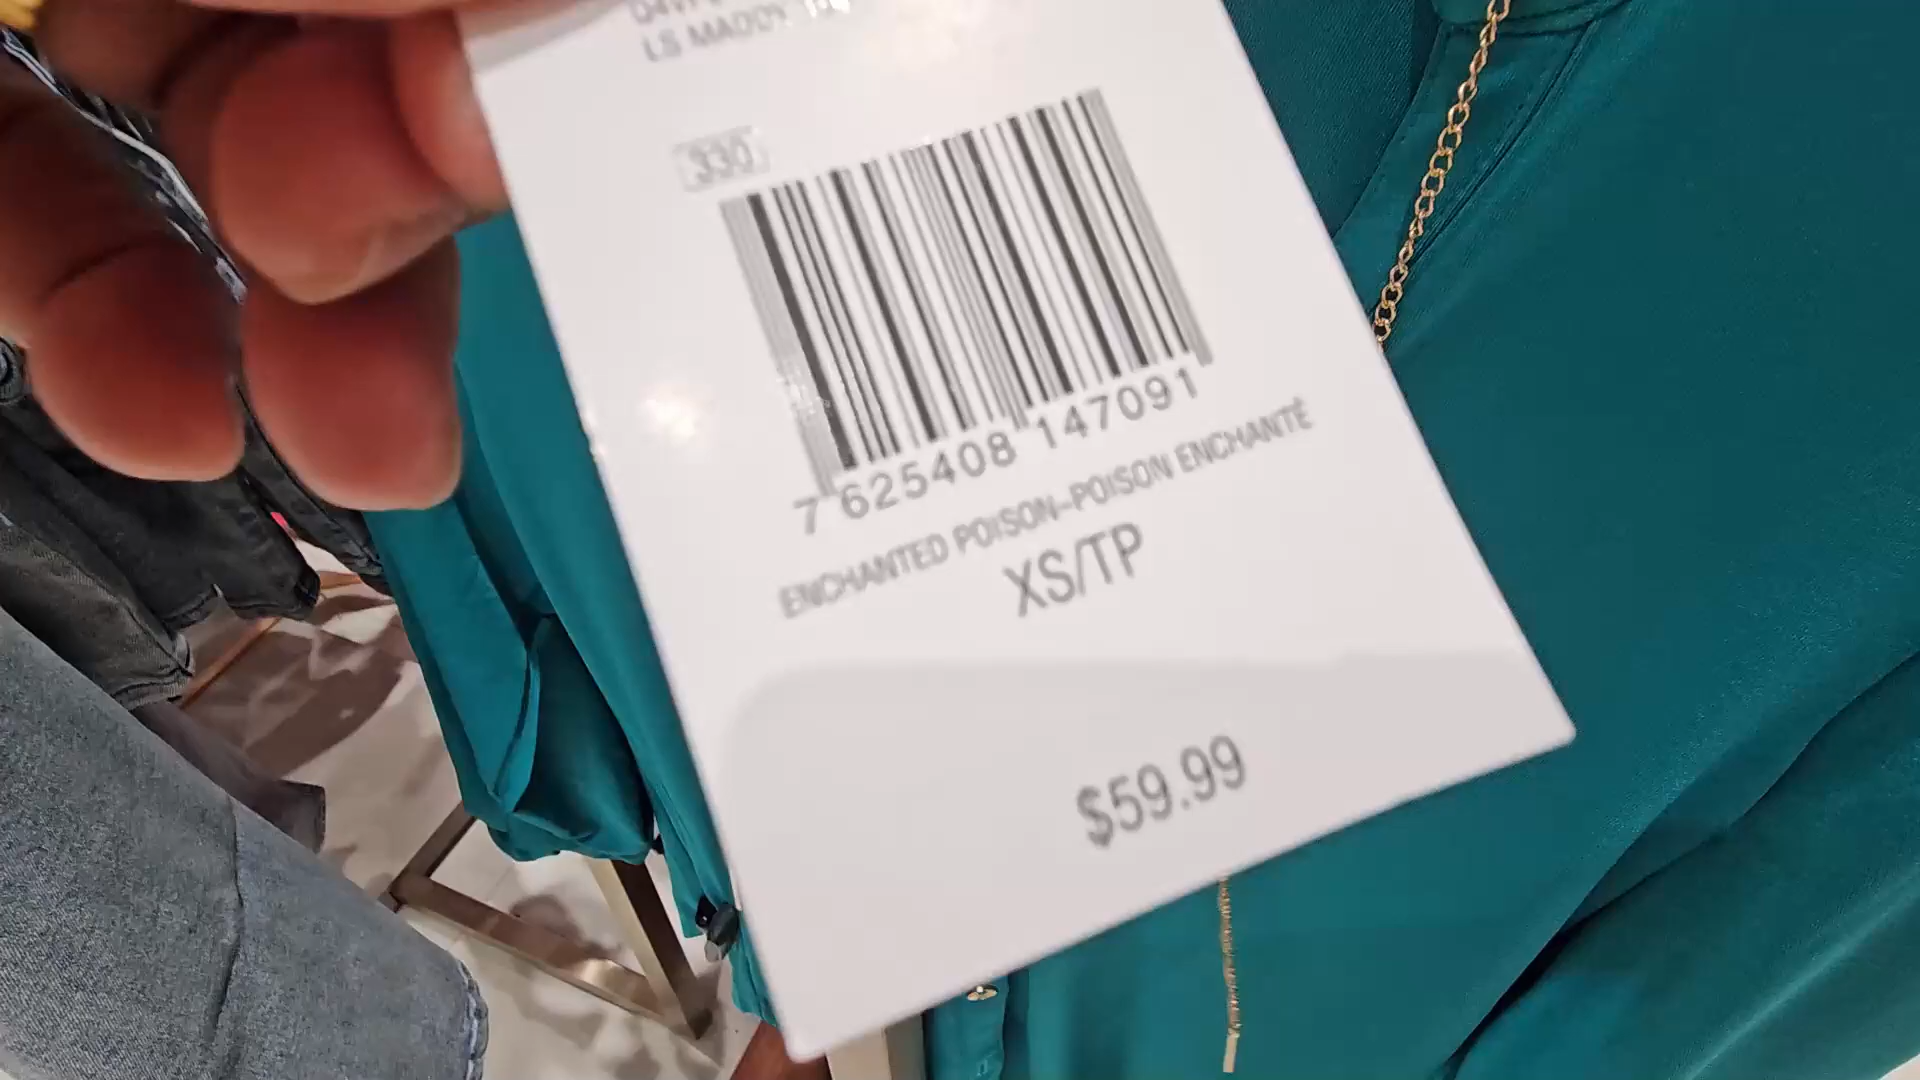 LS MADDY
330
7 625408 147091
ENCHANTED POISON-POISON ENCHANTÉ
XS/TP
$59.99